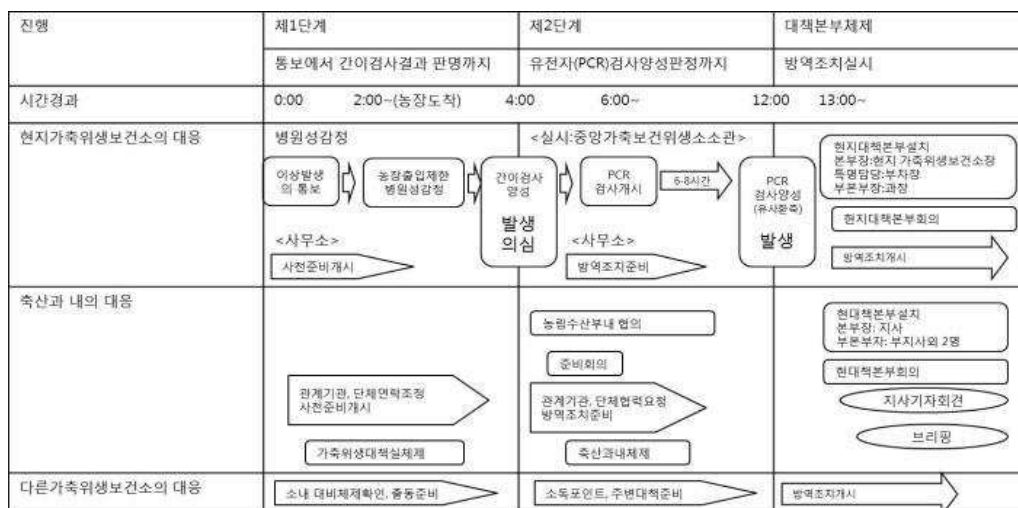 진행
제1단계
제2단계
대책본부체제
통보에서 간이검사결과 판명까지
유전자(PCR)검사양성판정까지
방역조치실시
시간경과
0:00 2:00~(농장도착) 4:00 6:00~ 12:00 13:00~
현지가축위생보건소의 대응
병원성감정
<실시:중앙가축보건위생소소관>
이상발생
의 통보
농장출입제한
병원성감정
간이검사
양성
발생
의심
PCR
검사개시
6-8시간
PCR
검사양성
(유사환축)
발생
현지대책본부설치
본부장:현지 가축위생보건소장
특명담당:부차장
부본부장:과장
현지대책본부회의
<사무소>
사전준비개시
<사무소>
방역조치준비
방역조치개시
축산과 내의 대응
농림수산부내 협의
준비회의
관계기관, 단체연락조정
사전준비개시
관계기관, 단체협력요청
방역조치준비
가축위생대책실체제
축산과내체제
현대책본부설치
본부장: 지사
부본부자: 부지사외 2명
현대책본부회의
지사기자회견
브리핑
다른가축위생보건소의 대응
소내 대비체제확인, 출동준비
소독포인트, 주변대책준비
방역조치개시